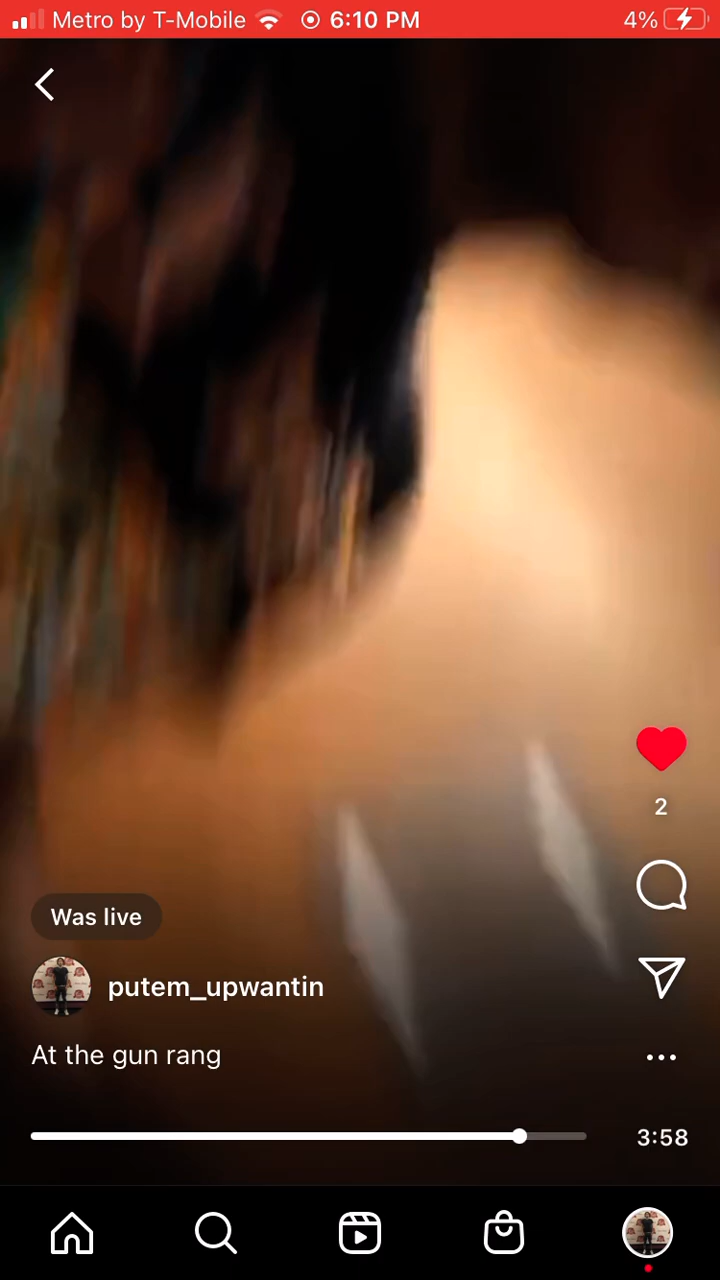 Metro by T-Mobile 6:10 PM 4%
2
Was live
putem_upwantin
At the gun rang
3:58